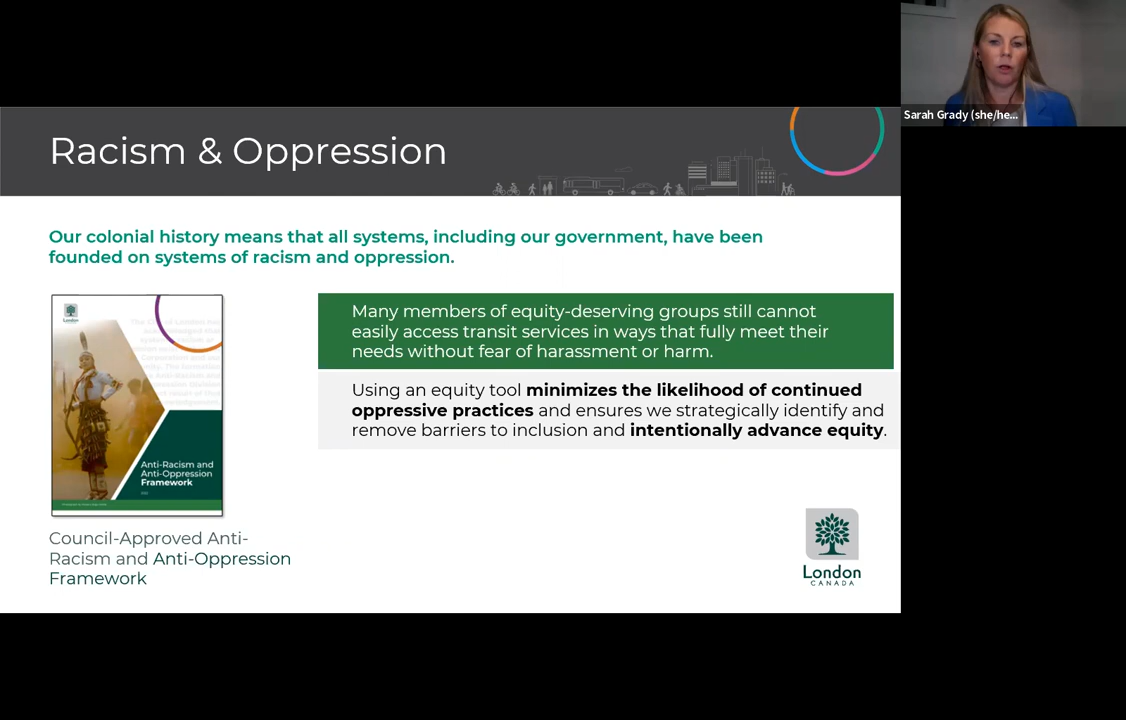 Sarah Grady (she/he...
Racism & Oppression
Our colonial history means that all systems, including our government, have been
founded on systems of racism and oppression.
London
Anti-Racism and
Anti-Oppression
Framework
Many members of equity-deserving groups still cannot
easily access transit services in ways that fully meet their
needs without fear of harassment or harm.
Using an equity tool minimizes the likelihood of continued
oppressive practices and ensures we strategically identify and
remove barriers to inclusion and intentionally advance equity.
Council-Approved Anti-
Racism and Anti-Oppression
Framework
London
CANADA